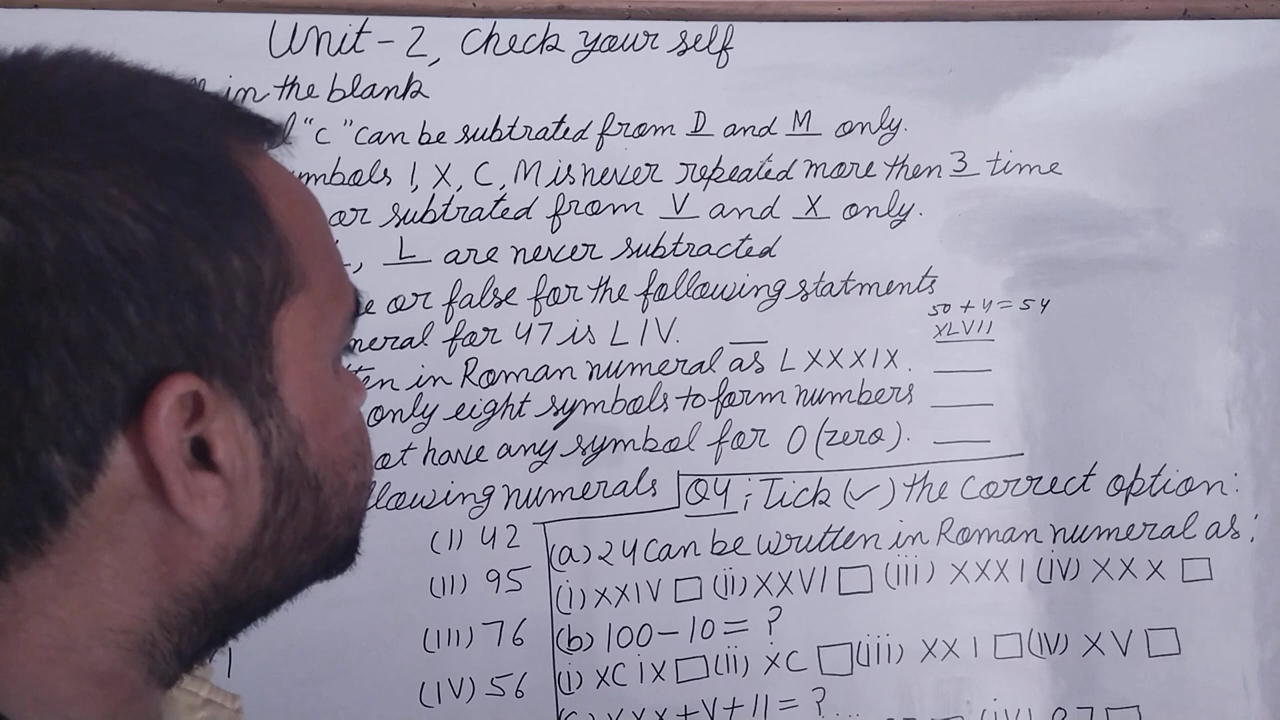 Unit-2, Check your self
in the blank
"C" can be subtrated from D and M only.
mbols I, X, C, M is never repeated more then 3 time
or subtrated from V and X only.
, L are never subtracted
e or false for the following statments
50 + 4 = 54
neral for 47 is LIV. XLVII
ten in Roman numeral as LXXXIX.
only eight symbols to form numbers
ot have any symbol for 0 (zero).
llowing numerals Q4; Tick (✓) the correct option:
(I) 42
(a) 24 can be written in Roman numeral as:
(II) 95
(i) XXIV (ii) XXVI (iii) XXXI (iv) XXX
(III) 76
(b) 100-10= ?
(i) XCIX (ii) XC (iii) XXI (IV) XV
(IV) 56
XXX+V+II= ?